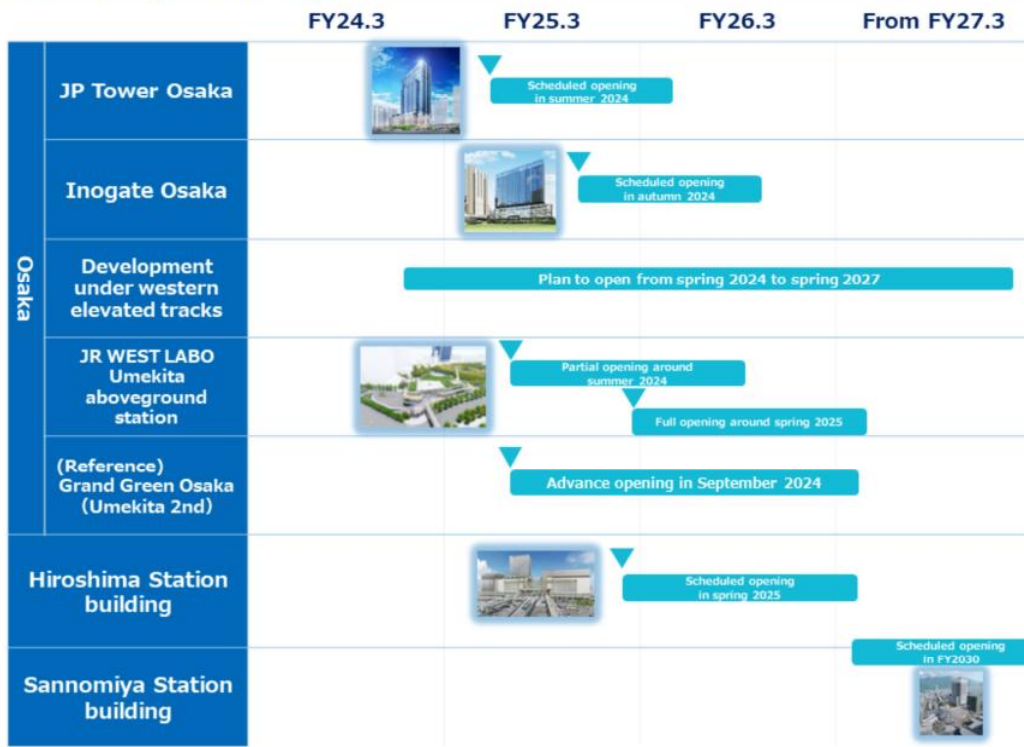 FY24.3
FY25.3
FY26.3
From FY27.3
Osaka
JP Tower Osaka
Scheduled opening
in summer 2024
Inogate Osaka
Scheduled opening
in autumn 2024
Development
under western
elevated tracks
Plan to open from spring 2024 to spring 2027
JR WEST LABO
Umekita
aboveground
station
Partial opening around
summer 2024
Full opening around spring 2025
(Reference)
Grand Green Osaka
（Umekita 2nd）
Advance opening in September 2024
Hiroshima Station
building
Scheduled opening
in spring 2025
Sannomiya Station
building
Scheduled opening
in FY2030